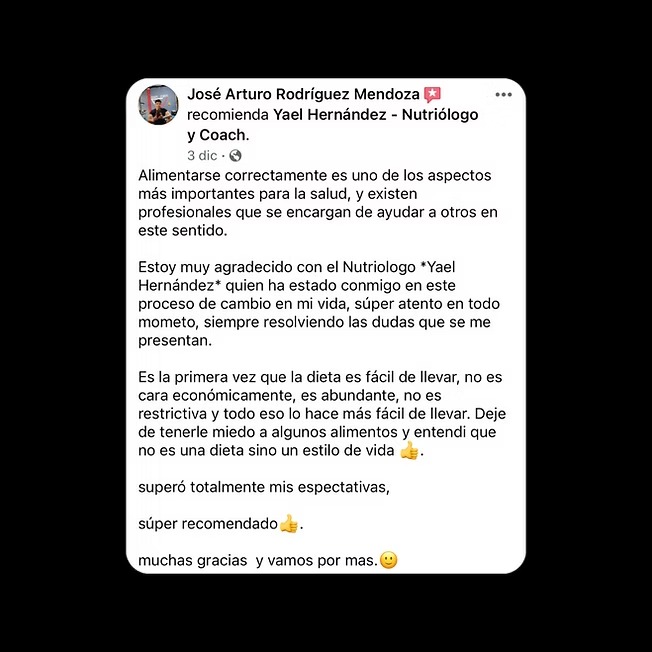 José Arturo Rodríguez Mendoza
recomienda Yael Hernández - Nutriólogo
y Coach.
3 dic ·
Alimentarse correctamente es uno de los aspectos
más importantes para la salud, y existen
profesionales que se encargan de ayudar a otros en
este sentido.
Estoy muy agradecido con el Nutriologo *Yael
Hernández* quien ha estado conmigo en este
proceso de cambio en mi vida, súper atento en todo
mometo, siempre resolviendo las dudas que se me
presentan.
Es la primera vez que la dieta es fácil de llevar, no es
cara económicamente, es abundante, no es
restrictiva y todo eso lo hace más fácil de llevar. Deje
de tenerle miedo a algunos alimentos y entendi que
no es una dieta sino un estilo de vida 👍.
superó totalmente mis espectativas,
súper recomendado👍.
muchas gracias  y vamos por mas.🙂